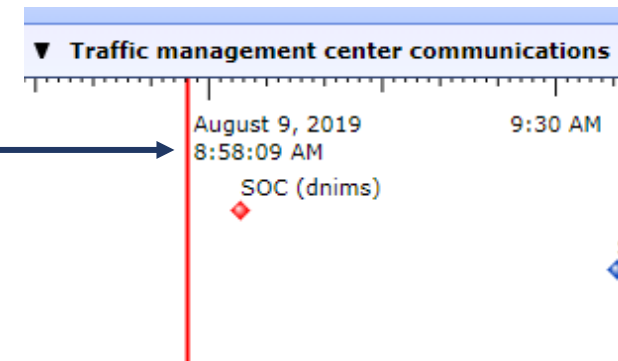 Traffic management center communications
August 9, 2019 9:30 AM
8:58:09 AM
SOC (dnims)